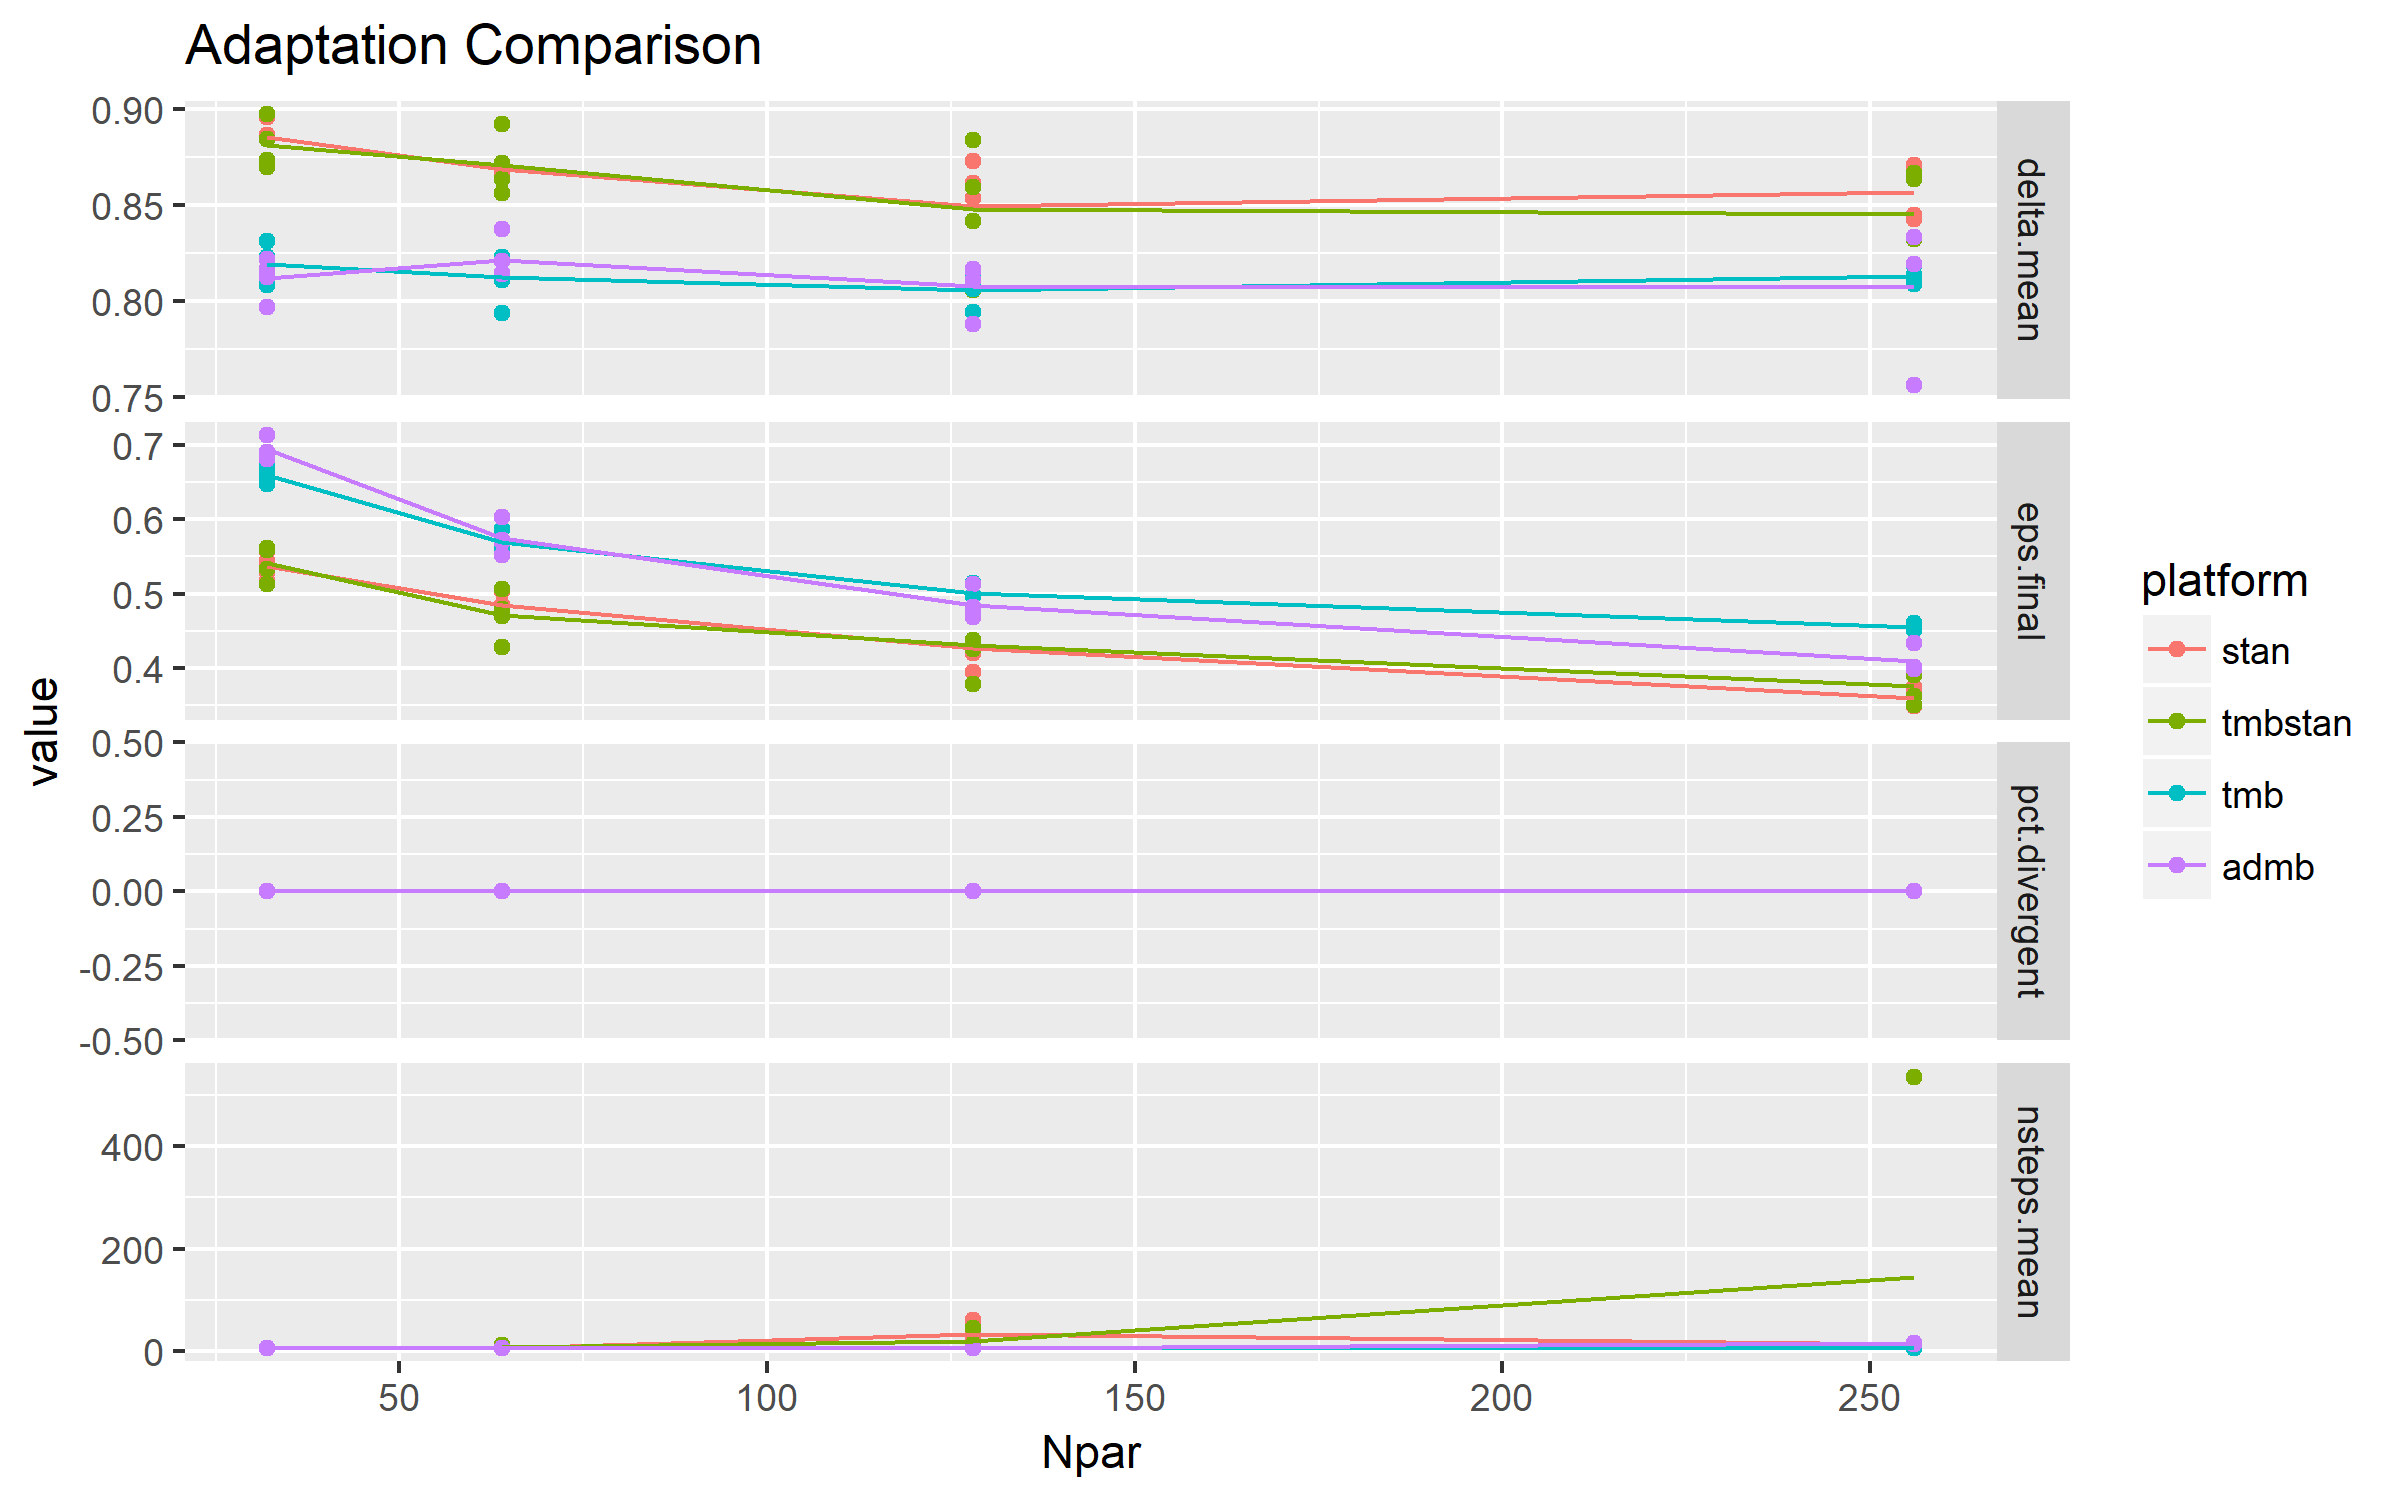 Adaptation Comparison
0.90
0.85
0.80
0.75
delta.mean
0.7
0.6
0.5
0.4
eps.final
0.50
0.25
0.00
-0.25
-0.50
pct.divergent
400
200
0
nsteps.mean
value
50 100 150 200 250
Npar
platform
stan
tmbstan
tmb
admb